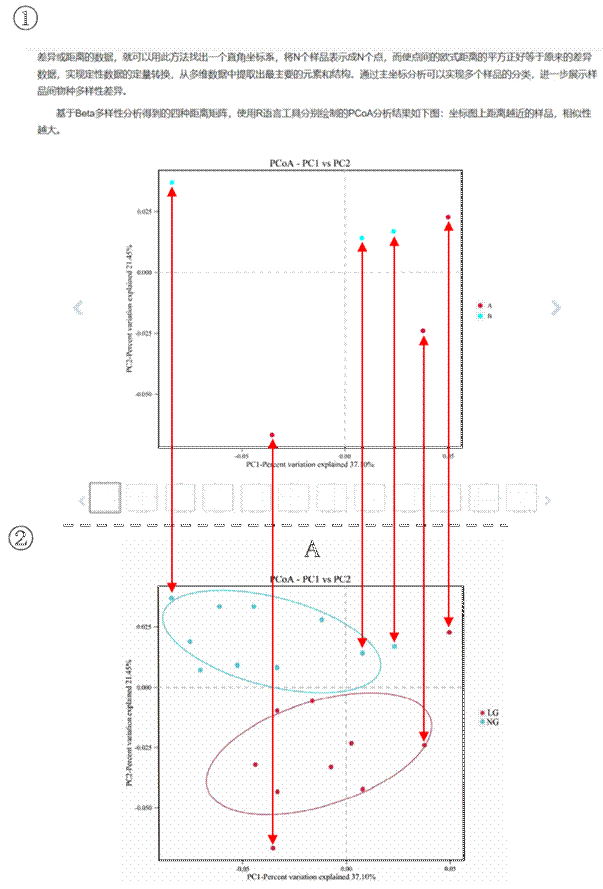 ①
差异或距离的数据，就可以用此方法找出一个直角坐标系，将N个样品表示成N个点，而使点间的欧式距离的平方正好等于原来的差异
数据，实现定性数据的定量转换，从多维数据中提取出最主要的元素和结构。通过主坐标分析可以实现多个样品的分类，进一步展示样
品间物种多样性差异。
基于Beta多样性分析得到的四种距离矩阵，使用R语言工具分别绘制的PCoA分析结果如下图：坐标图上距离越近的样品，相似性
越大。
PCoA - PC1 vs PC2
PC2-Percent variation explained 21.45%
0.025
0.000
-0.025
-0.050
A
B
-0.05
0.00
0.05
PC1-Percent variation explained 37.10%
②
A
PCoA - PC1 vs PC2
PC2-Percent variation explained 21.45%
0.025
0.000
-0.025
-0.050
LG
NG
-0.05
0.00
0.05
PC1-Percent variation explained 37.10%